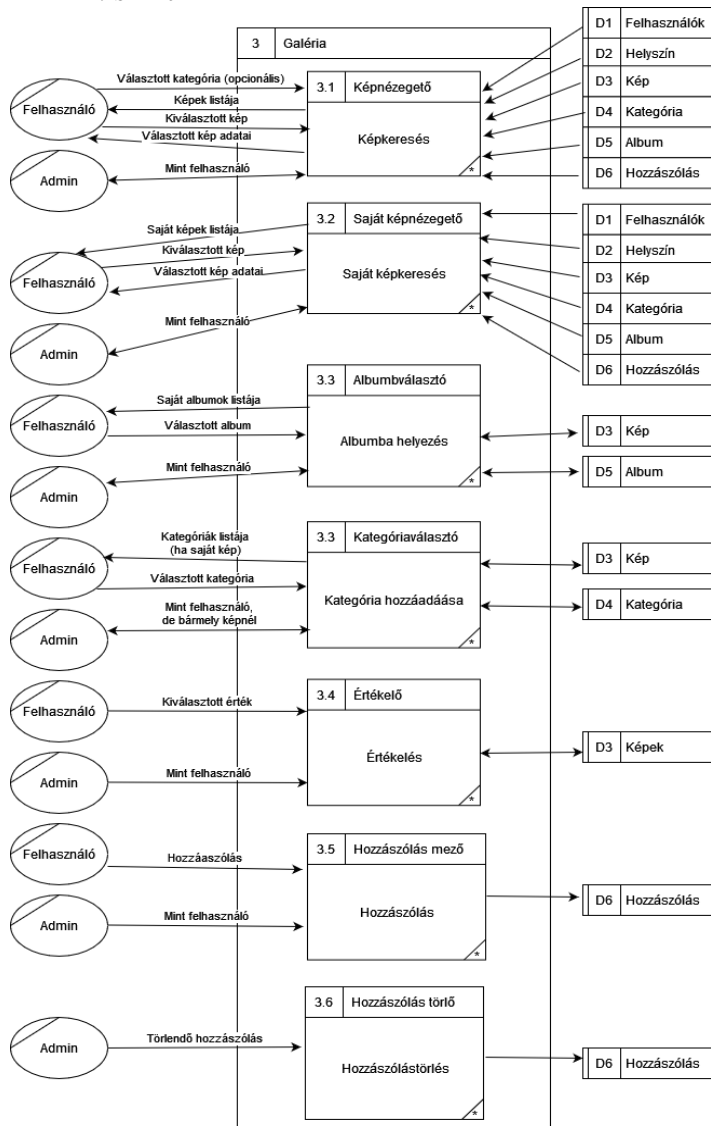 3 Galéria
Felhasználó
Választott kategória (opcionális)
Képek listája
Kiválasztott kép
Választott kép adatai
Admin
Mint felhasználó
3.1 Képnézegető
Képkeresés
*
D1 Felhasználók
D2 Helyszín
D3 Kép
D4 Kategória
D5 Album
D6 Hozzászólás
Felhasználó
Saját képek listája
Kiválasztott kép
Választott kép adatai
Admin
Mint felhasználó
3.2 Saját képnézegető
Saját képkeresés
*
D1 Felhasználók
D2 Helyszín
D3 Kép
D4 Kategória
D5 Album
D6 Hozzászólás
Felhasználó
Saját albumok listája
Választott album
Admin
Mint felhasználó
3.3 Albumbválasztó
Albumba helyezés
*
D3 Kép
D5 Album
Felhasználó
Kategóriák listája
(ha saját kép)
Választott kategória
Admin
Mint felhasználó,
de bármely képnél
3.3 Kategóriaválasztó
Kategória hozzáadáása
*
D3 Kép
D4 Kategória
Felhasználó
Kiválasztott érték
Admin
Mint felhasználó
3.4 Értékelő
Értékelés
*
D3 Képek
Felhasználó
Hozzáaszólás
Admin
Mint felhasználó
3.5 Hozzászólás mező
Hozzászólás
*
D6 Hozzászólás
Admin
Törlendő hozzászólás
3.6 Hozzászólás törlő
Hozzászólástörlés
*
D6 Hozzászólás